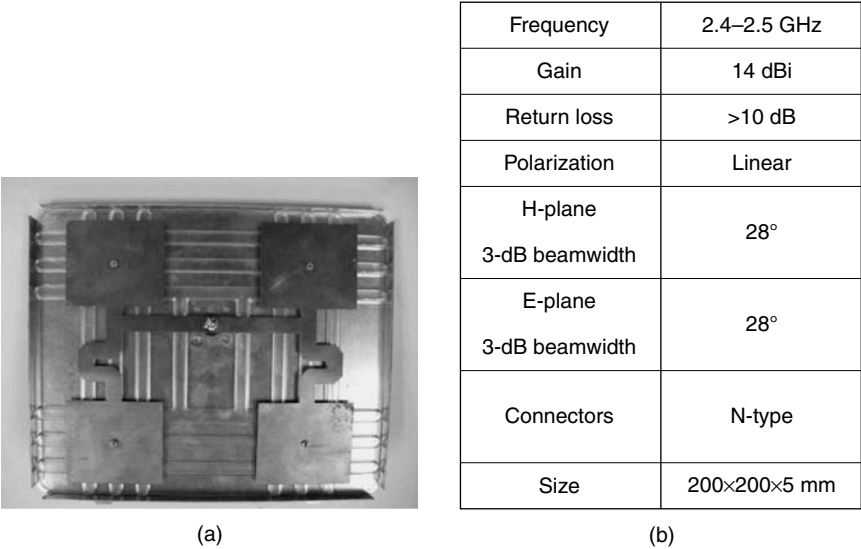 Frequency 2.4–2.5 GHz
Gain 14 dBi
Return loss >10 dB
Polarization Linear
H-plane
3-dB beamwidth
28°
E-plane
3-dB beamwidth
28°
Connectors N-type
Size 200×200×5 mm
(a) (b)